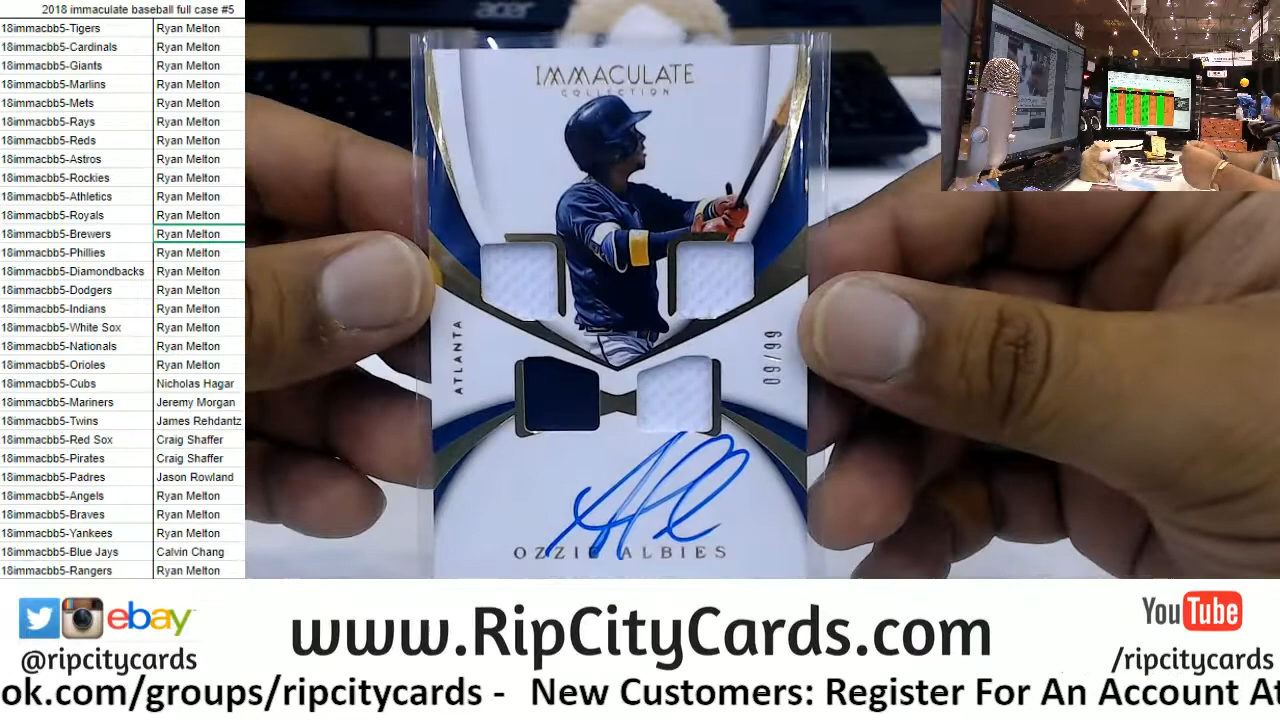 2018 immaculate baseball full case #5
18immacbb5-Tigers Ryan Melton
18immacbb5-Cardinals Ryan Melton
18immacbb5-Giants Ryan Melton
18immacbb5-Marlins Ryan Melton
18immacbb5-Mets Ryan Melton
18immacbb5-Rays Ryan Melton
18immacbb5-Reds Ryan Melton
18immacbb5-Astros Ryan Melton
18immacbb5-Rockies Ryan Melton
18immacbb5-Athletics Ryan Melton
18immacbb5-Royals Ryan Melton
18immacbb5-Brewers Ryan Melton
18immacbb5-Phillies Ryan Melton
18immacbb5-Diamondbacks Ryan Melton
18immacbb5-Dodgers Ryan Melton
18immacbb5-Indians Ryan Melton
18immacbb5-White Sox Ryan Melton
18immacbb5-Nationals Ryan Melton
18immacbb5-Orioles Ryan Melton
18immacbb5-Cubs Nicholas Hagar
18immacbb5-Mariners Jeremy Morgan
18immacbb5-Twins James Rehdantz
18immacbb5-Red Sox Craig Shaffer
18immacbb5-Pirates Craig Shaffer
18immacbb5-Padres Jason Rowland
18immacbb5-Angels Ryan Melton
18immacbb5-Braves Ryan Melton
18immacbb5-Yankees Ryan Melton
18immacbb5-Blue Jays Calvin Chang
18immacbb5-Rangers Ryan Melton
acer
IMMACULATE
COLLECTION
ATLANTA
09/99
OZZIE ALBIES
ebay
@ripcitycards
www.RipCityCards.com
YouTube
/ripcitycards
ok.com/groups/ripcitycards - New Customers: Register For An Account At